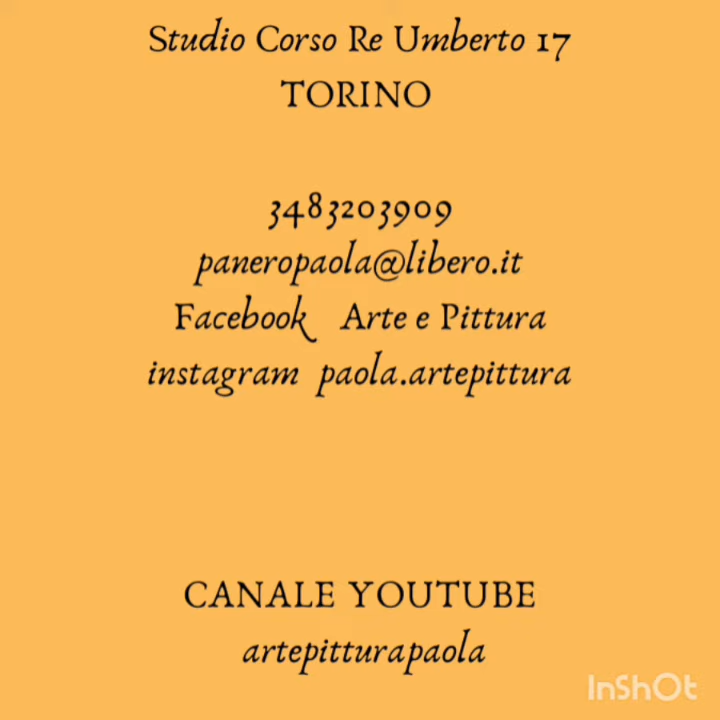 Studio Corso Re Umberto 17
TORINO
3483203909
paneropaola@libero.it
Facebook Arte e Pittura
instagram paola.artepittura
CANALE YOUTUBE
artepitturapaola
InShOt